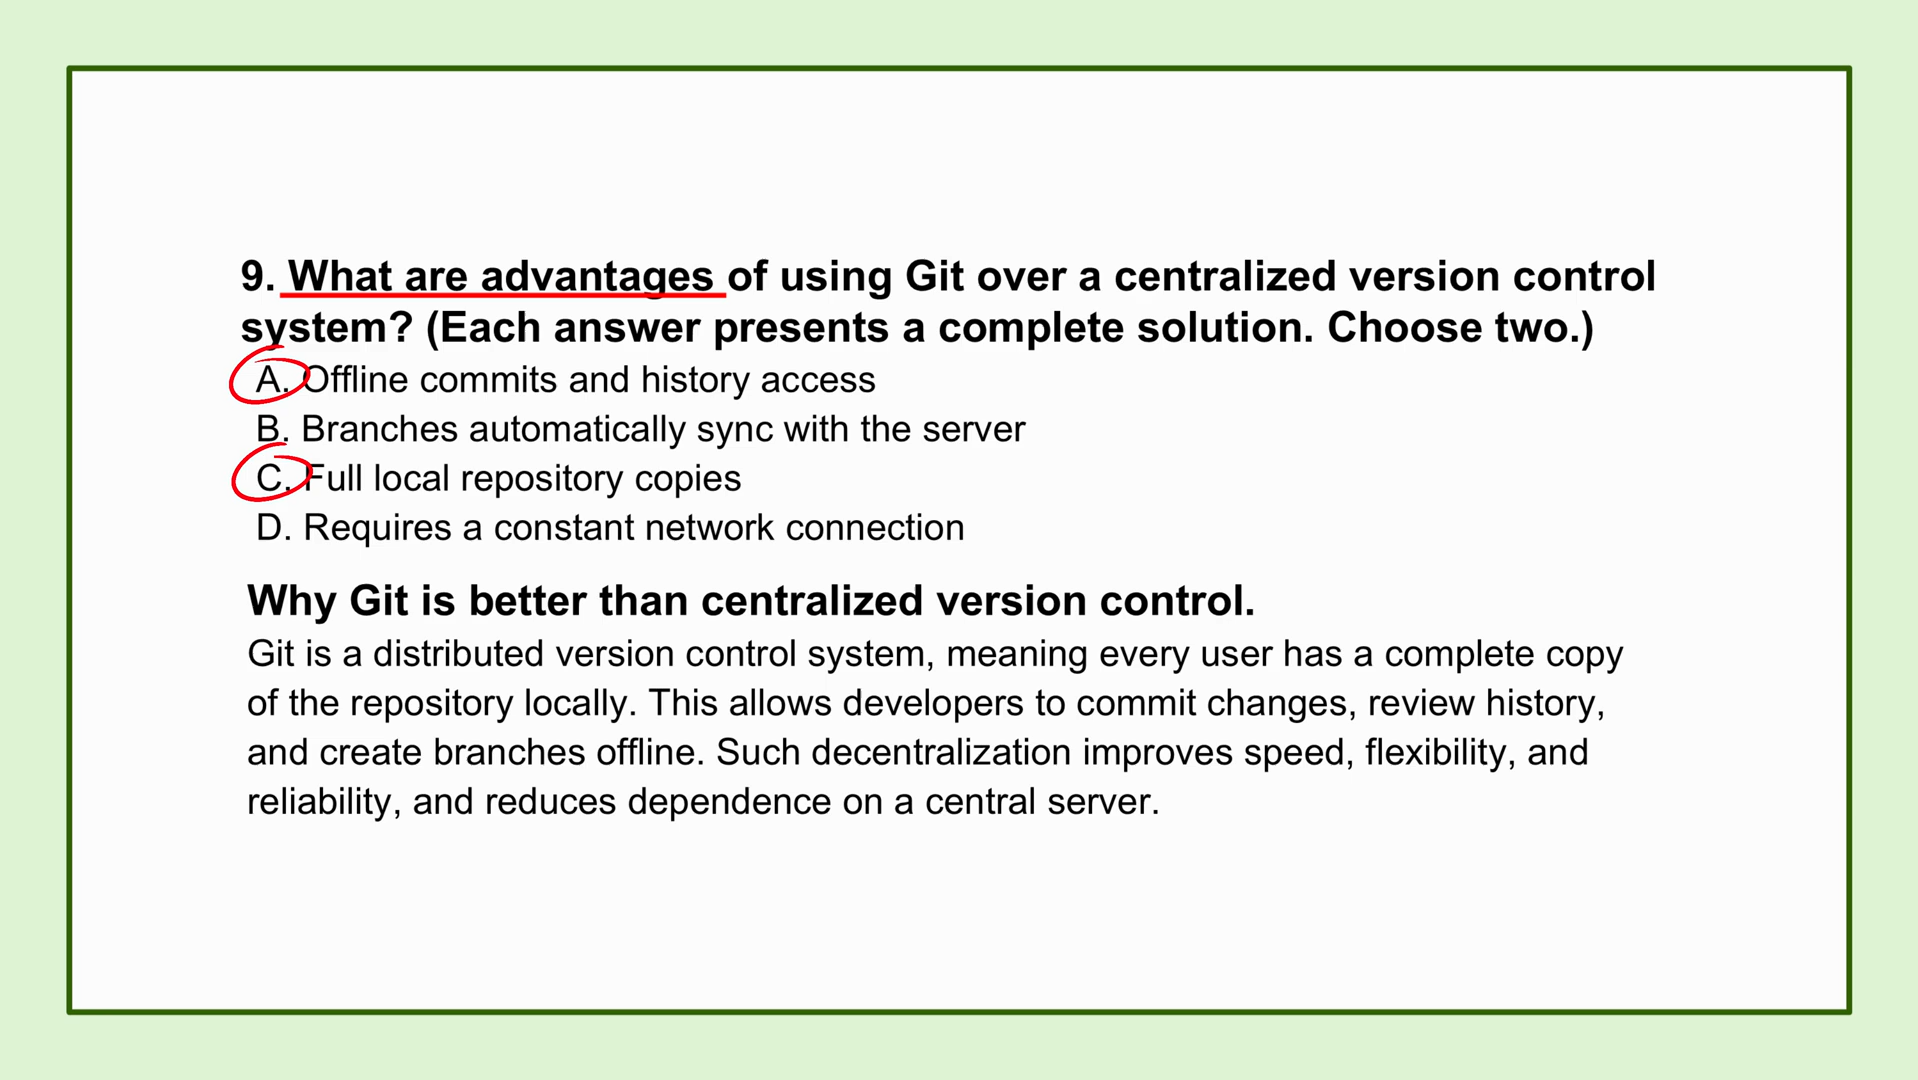 9. What are advantages of using Git over a centralized version control
system? (Each answer presents a complete solution. Choose two.)
A. Offline commits and history access
B. Branches automatically sync with the server
C. Full local repository copies
D. Requires a constant network connection
Why Git is better than centralized version control.
Git is a distributed version control system, meaning every user has a complete copy
of the repository locally. This allows developers to commit changes, review history,
and create branches offline. Such decentralization improves speed, flexibility, and
reliability, and reduces dependence on a central server.